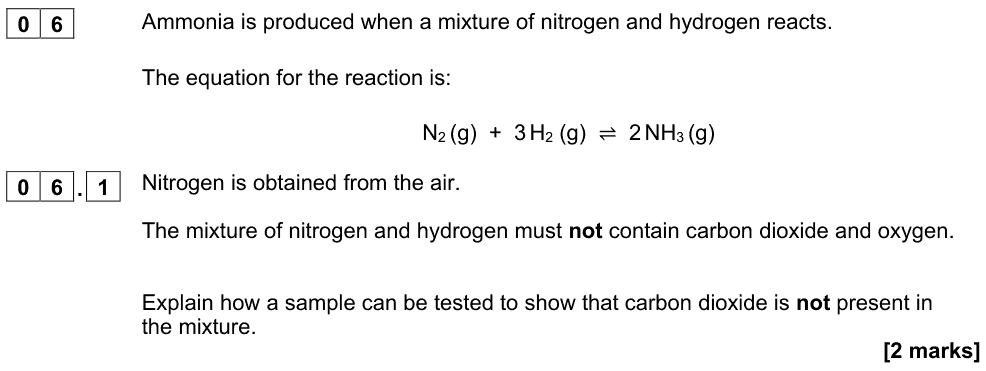 0 6 Ammonia is produced when a mixture of nitrogen and hydrogen reacts.
The equation for the reaction is:
N₂ (g) + 3 H₂ (g) ⇌ 2 NH₃ (g)
0 6 . 1 Nitrogen is obtained from the air.
The mixture of nitrogen and hydrogen must not contain carbon dioxide and oxygen.
Explain how a sample can be tested to show that carbon dioxide is not present in
the mixture.
[2 marks]